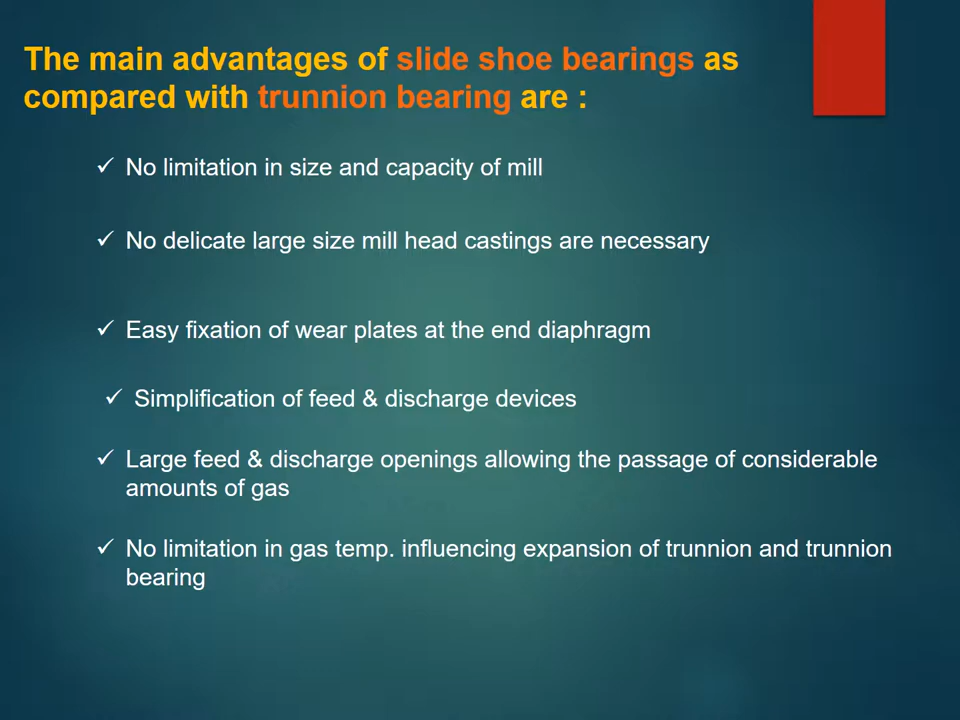 The main advantages of slide shoe bearings as
compared with trunnion bearing are :
✓ No limitation in size and capacity of mill
✓ No delicate large size mill head castings are necessary
✓ Easy fixation of wear plates at the end diaphragm
✓ Simplification of feed & discharge devices
✓ Large feed & discharge openings allowing the passage of considerable
amounts of gas
✓ No limitation in gas temp. influencing expansion of trunnion and trunnion
bearing